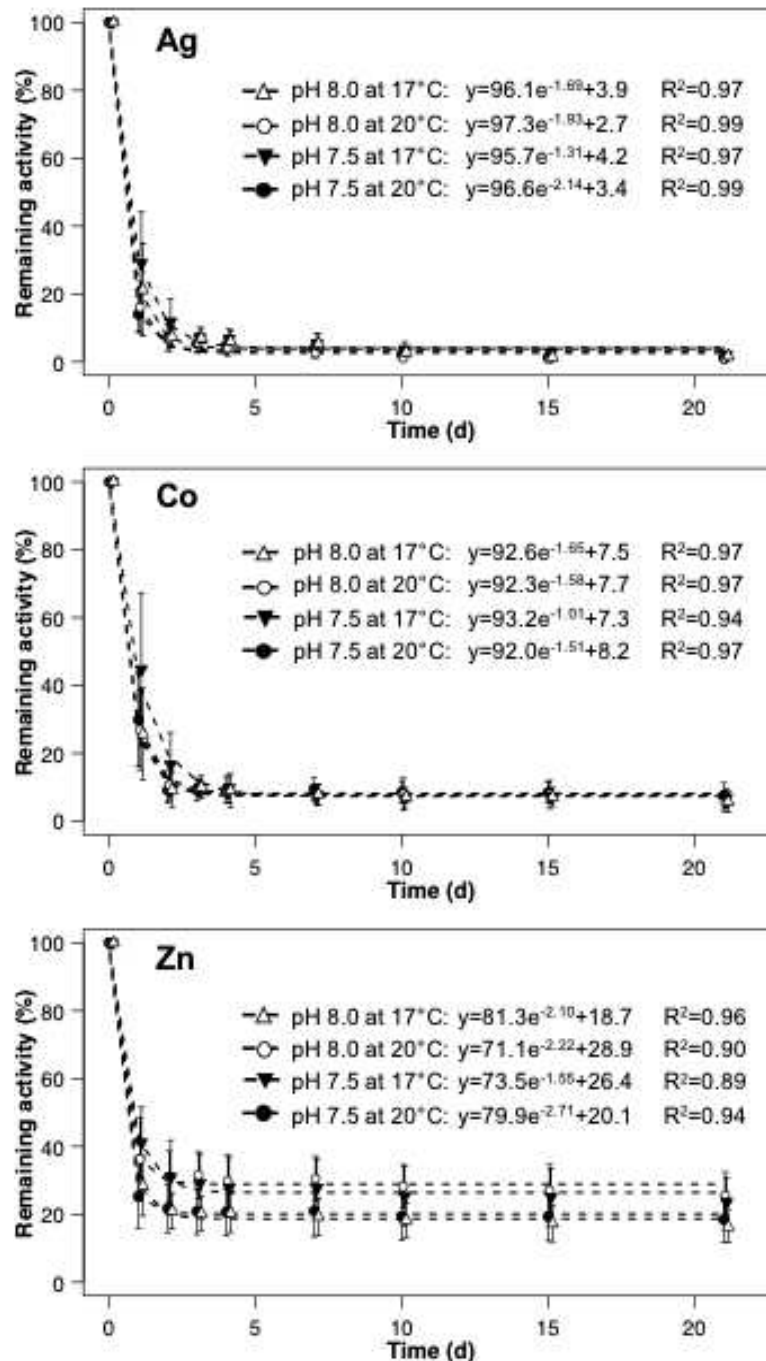 Ag
Remaining activity (%)
100
80
60
40
20
0
pH 8.0 at 17°C: y=96.1e^-1.69+3.9 R²=0.97
pH 8.0 at 20°C: y=97.3e^-1.93+2.7 R²=0.99
pH 7.5 at 17°C: y=95.7e^-1.31+4.2 R²=0.97
pH 7.5 at 20°C: y=96.6e^-2.14+3.4 R²=0.99
0 5 10 15 20
Time (d)
Co
Remaining activity (%)
100
80
60
40
20
0
pH 8.0 at 17°C: y=92.6e^-1.65+7.5 R²=0.97
pH 8.0 at 20°C: y=92.3e^-1.58+7.7 R²=0.97
pH 7.5 at 17°C: y=93.2e^-1.01+7.3 R²=0.94
pH 7.5 at 20°C: y=92.0e^-1.51+8.2 R²=0.97
0 5 10 15 20
Time (d)
Zn
Remaining activity (%)
100
80
60
40
20
0
pH 8.0 at 17°C: y=81.3e^-2.10+18.7 R²=0.96
pH 8.0 at 20°C: y=71.1e^-2.22+28.9 R²=0.90
pH 7.5 at 17°C: y=73.5e^-1.55+26.4 R²=0.89
pH 7.5 at 20°C: y=79.9e^-2.71+20.1 R²=0.94
0 5 10 15 20
Time (d)